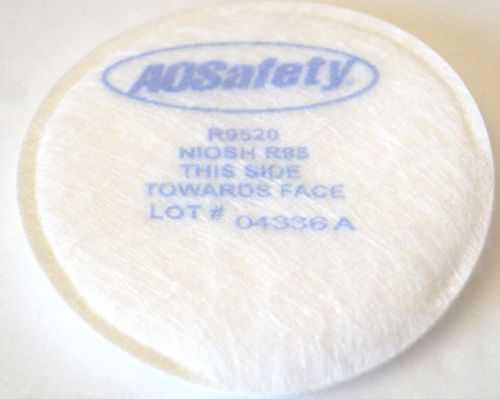 AOSafety
R9520
NIOSH R95
THIS SIDE
TOWARDS FACE
LOT # 04336 A